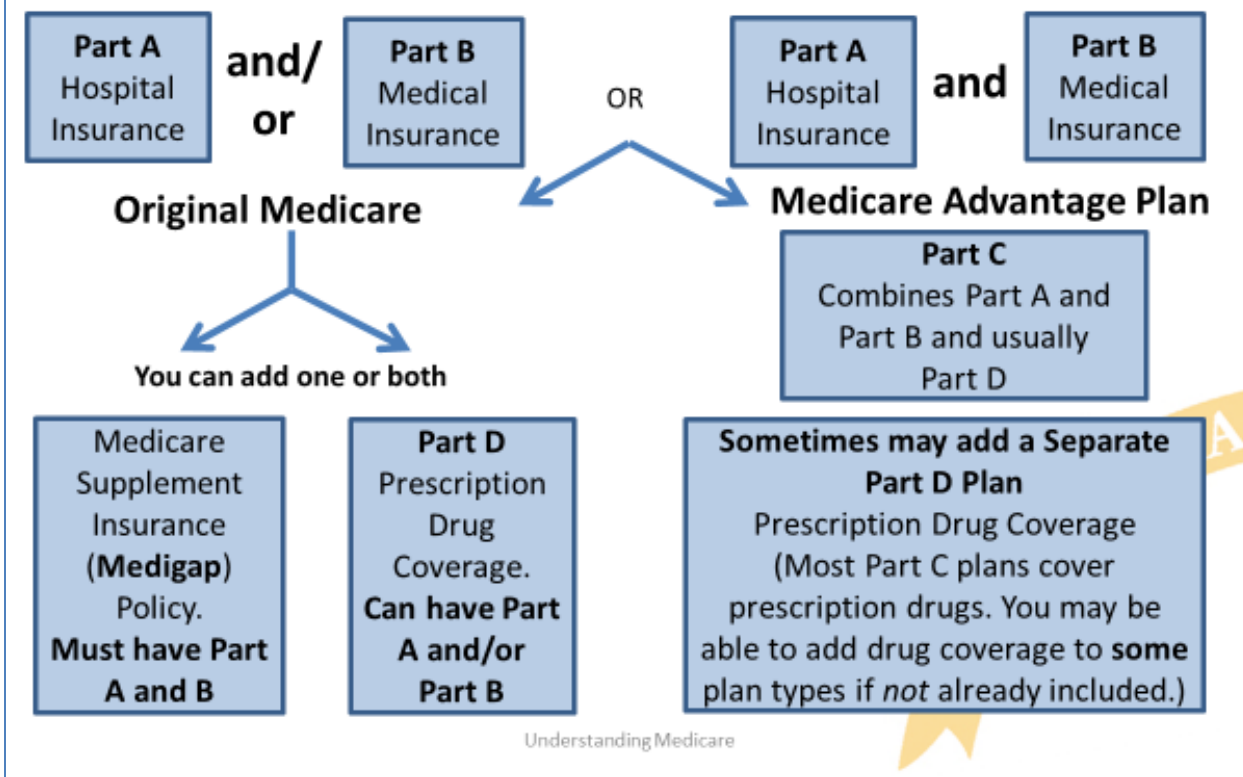 Part A
Hospital
Insurance
and/
or
Part B
Medical
Insurance
OR
Part A
Hospital
Insurance
and
Part B
Medical
Insurance
Original Medicare
Medicare Advantage Plan
You can add one or both
Medicare
Supplement
Insurance
(Medigap)
Policy.
Must have Part
A and B
Part D
Prescription
Drug
Coverage.
Can have Part
A and/or
Part B
Part C
Combines Part A and
Part B and usually
Part D
Sometimes may add a Separate
Part D Plan
Prescription Drug Coverage
(Most Part C plans cover
prescription drugs. You may be
able to add drug coverage to some
plan types if not already included.)
A
Understanding Medicare